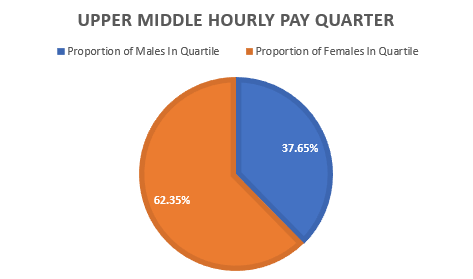 UPPER MIDDLE HOURLY PAY QUARTER
Proportion of Males In Quartile Proportion of Females In Quartile
37.65%
62.35%